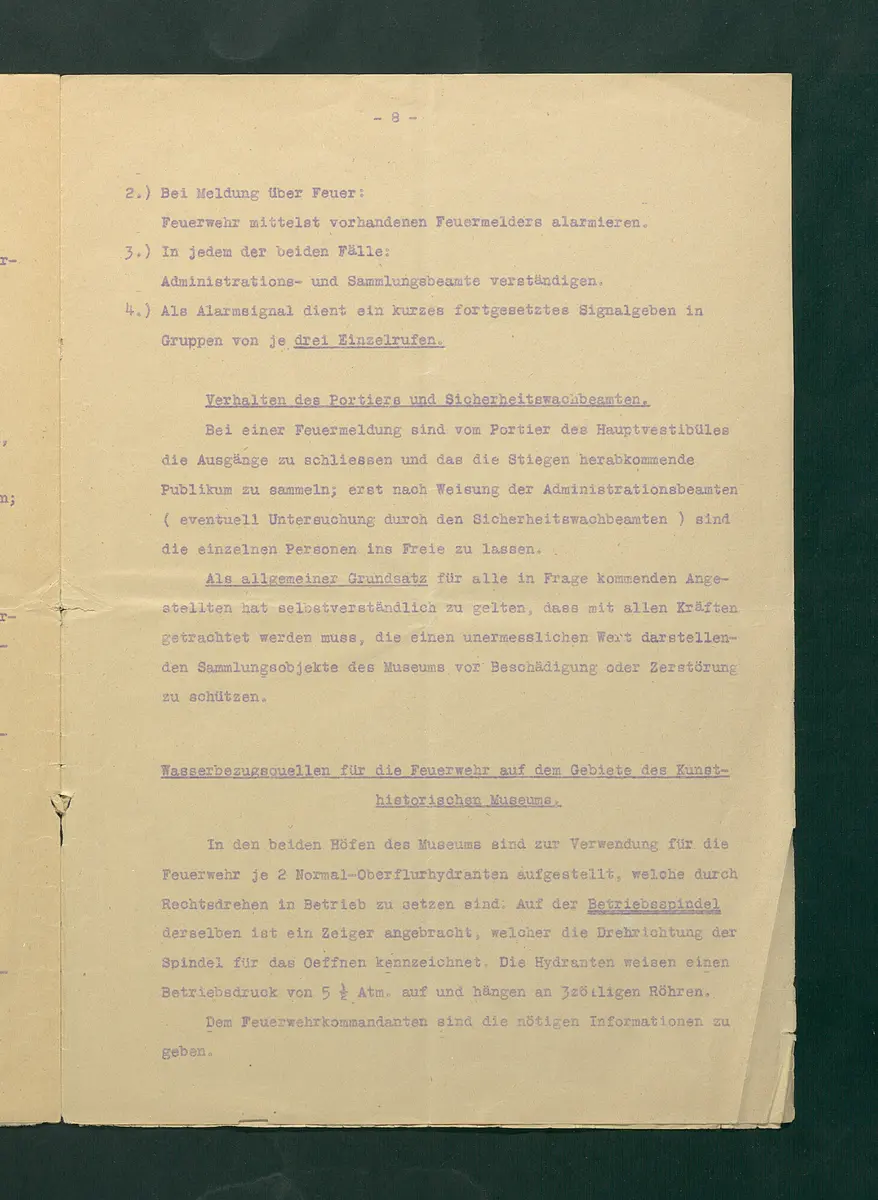 - 8 -
2.) Bei Meldung über Feuer:
Feuerwehr mittelst vorhandenen Feuermelders alarmieren.
3.) In jedem der beiden Fälle:
Administrations- und Sammlungsbeamte verständigen.
4.) Als Alarmsignal dient ein kurzes fortgesetztes Signalgeben in
Gruppen von je drei Einzelrufen.
Verhalten des Portiers und Sicherheitswachbeamten.
Bei einer Feuermeldung sind vom Portier des Hauptvestibüles
die Ausgänge zu schliessen und das die Stiegen herabkommende
Publikum zu sammeln; erst nach Weisung der Administrationsbeamten
( eventuell Untersuchung durch den Sicherheitswachbeamten ) sind
die einzelnen Personen ins Freie zu lassen.
Als allgemeiner Grundsatz für alle in Frage kommenden Ange-
stellten hat selbstverständlich zu gelten, dass mit allen Kräften
getrachtet werden muss, die einen unermesslichen Wert darstellen-
den Sammlungsobjekte des Museums vor Beschädigung oder Zerstörung
zu schützen.
Wasserbezugsquellen für die Feuerwehr auf dem Gebiete des Kunst-
historischen Museums.
In den beiden Höfen des Museums sind zur Verwendung für die
Feuerwehr je 2 Normal-Oberflurhydranten aufgestellt, welche durch
Rechtsdrehen in Betrieb zu setzen sind. Auf der Betriebsspindel
derselben ist ein Zeiger angebracht, welcher die Drehrichtung der
Spindel für das Oeffnen kennzeichnet. Die Hydranten weisen einen
Betriebsdruck von 5 ½ Atm. auf und hängen an 3zölligen Röhren.
Dem Feuerwehrkommandanten sind die nötigen Informationen zu
geben.
r-
,
n;
r-
-
-
-